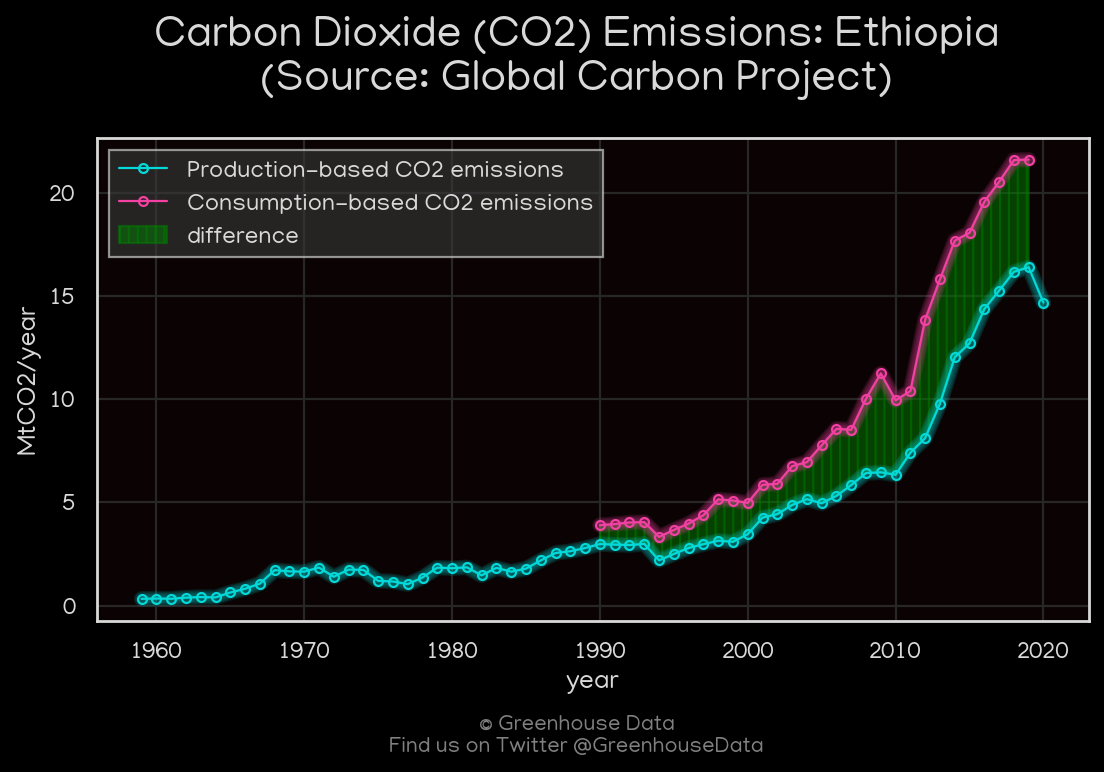 Carbon Dioxide (CO2) Emissions: Ethiopia
(Source: Global Carbon Project)
Production-based CO2 emissions
Consumption-based CO2 emissions
difference
20
15
10
5
0
MtCO2/year
1960 1970 1980 1990 2000 2010 2020
year
© Greenhouse Data
Find us on Twitter @GreenhouseData